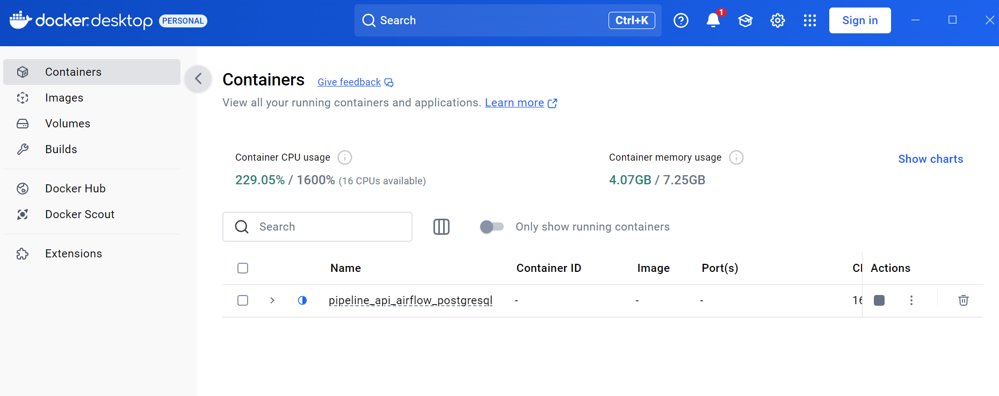 docker desktop PERSONAL
Search
Ctrl+K
1
Sign in
Containers
Images
Volumes
Builds
Docker Hub
Docker Scout
Extensions
Containers Give feedback
View all your running containers and applications. Learn more
Container CPU usage
229.05% / 1600% (16 CPUs available)
Container memory usage
4.07GB / 7.25GB
Show charts
Search
Only show running containers
Name Container ID Image Port(s) Actions
pipeline_api_airflow_postgresql - - - 16